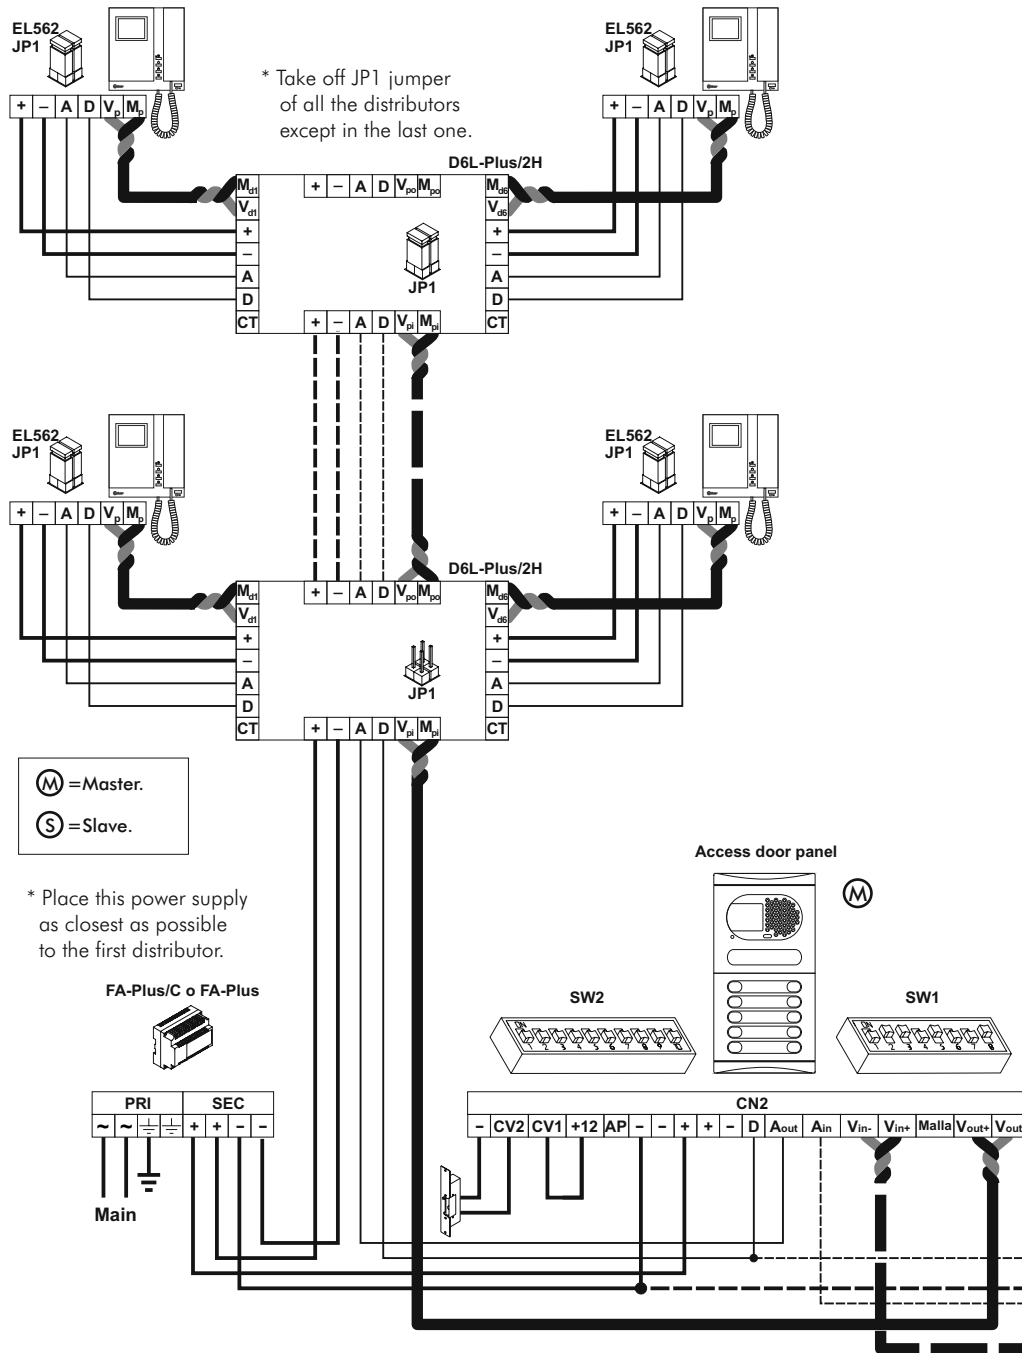 EL562
JP1
EL562
JP1
* Take off JP1 jumper
of all the distributors
except in the last one.
+ – A D Vp Mp
+ – A D Vp Mp
D6L-Plus/2H
Md1 + – A D Vpo Mpo Md6
Vd1 Vd6
+ +
– –
A JP1 A
D D
CT + – A D Vpi Mpi CT
EL562
JP1
EL562
JP1
+ – A D Vp Mp
+ – A D Vp Mp
D6L-Plus/2H
Md1 + – A D Vpo Mpo Md6
Vd1 Vd6
+ +
– –
A JP1 A
D D
CT + – A D Vpi Mpi CT
M =Master.
S =Slave.
Access door panel
M
* Place this power supply
as closest as possible
to the first distributor.
FA-Plus/C o FA-Plus
SW2
SW1
PRI SEC
~ ~ + + – –
CN2
– CV2 CV1 +12 AP – – + + – D Aout Ain Vin- Vin+ Malla Vout+ Vout
Main